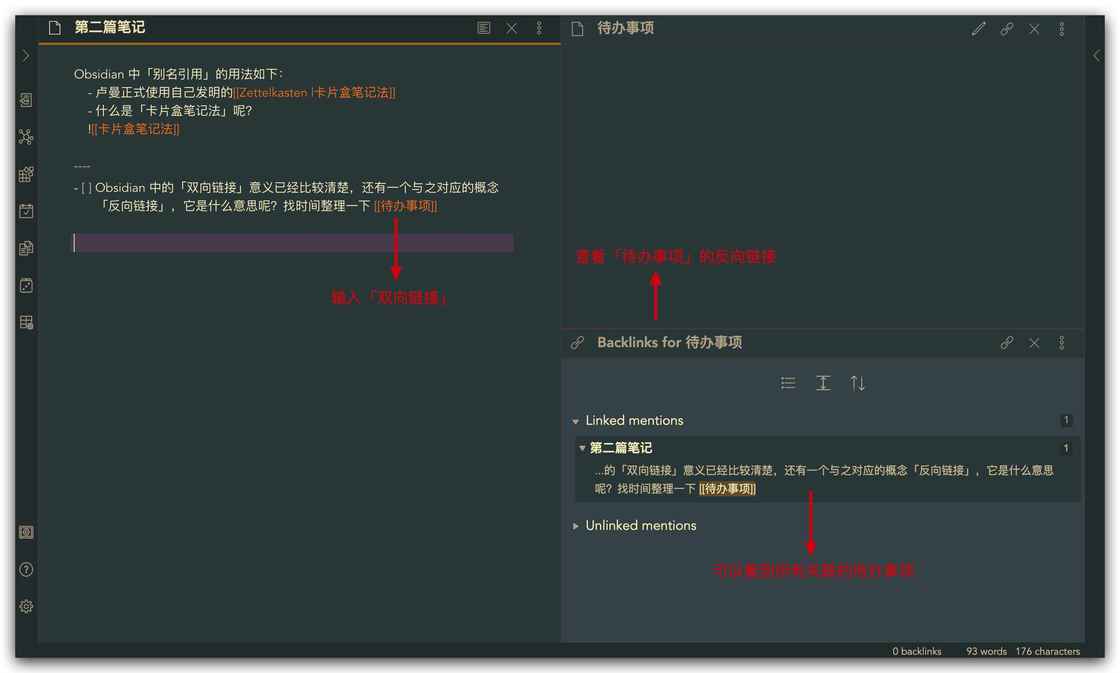 第二篇笔记
Obsidian 中「别名引用」的用法如下：
- 卢曼正式使用自己发明的[[Zettelkasten |卡片盒笔记法]]
- 什么是「卡片盒笔记法」呢？
![[卡片盒笔记法]]
----
- [ ] Obsidian 中的「双向链接」意义已经比较清楚，还有一个与之对应的概念
「反向链接」，它是什么意思呢？找时间整理一下 [[待办事项]]
输入「双向链接」
待办事项
查看「待办事项」的反向链接
Backlinks for 待办事项
Linked mentions 1
第二篇笔记 1
...的「双向链接」意义已经比较清楚，还有一个与之对应的概念「反向链接」，它是什么意思
呢？找时间整理一下 [[待办事项]]
Unlinked mentions
可以看到所有关联的待办事项
0 backlinks 93 words 176 characters